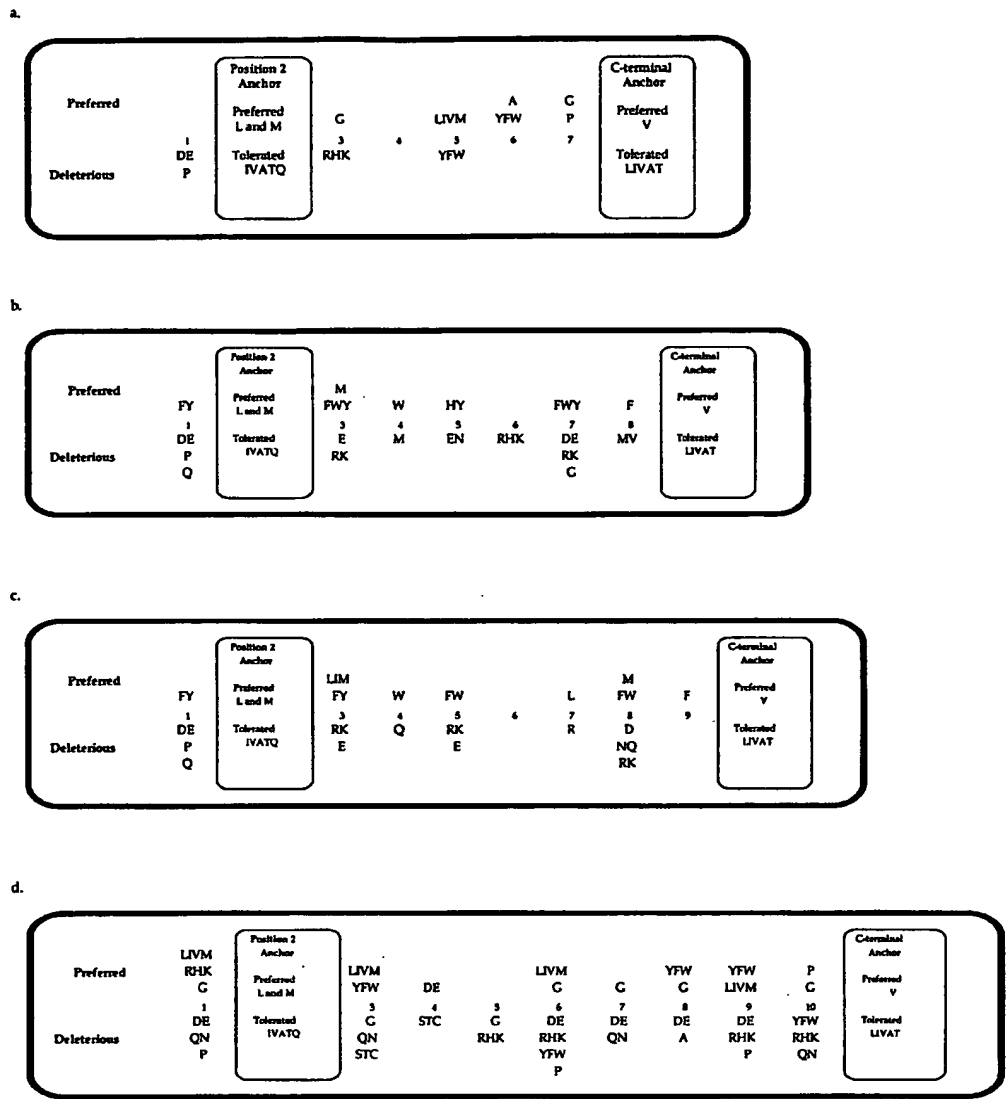 a.
Position 2 C-terminal
Anchor Anchor
Preferred A G
Preferred Preferred
L and M G LIVM YFW P V
1 3 4 5 6 7
DE Tolerated RHK YFW Tolerated
Deleterious P IVATQ LIVAT
b.
Position 2 C-terminal
Anchor Anchor
Preferred M
FY Preferred FWY W HY FWY F Preferred
L and M V
1 3 4 5 6 7 8
DE Tolerated E M EN RHK DE MV Tolerated
Deleterious P IVATQ RK RK LIVAT
Q G
c.
Position 2 C-terminal
Anchor Anchor
Preferred LIM M
FY Preferred FY W FW L FW F Preferred
L and M V
1 3 4 5 6 7 8 9
DE Tolerated RK Q RK R D Tolerated
Deleterious P IVATQ E E NQ LIVAT
Q RK
d.
Position 2 C-terminal
LIVM Anchor Anchor
Preferred RHK LIVM LIVM YFW YFW P
G Preferred YFW DE G G G LIVM G Preferred
L and M V
1 3 4 5 6 7 8 9 10
DE Tolerated G STC G DE DE DE DE YFW Tolerated
Deleterious QN IVATQ QN RHK RHK QN A RHK RHK LIVAT
P STC YFW P QN
P